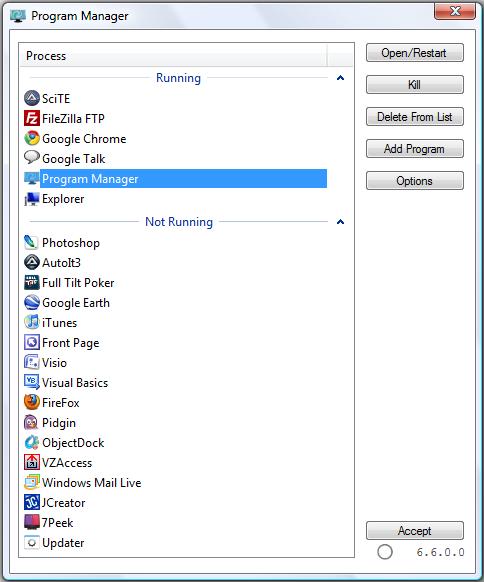 Program Manager
Process
Running
SciTE
FileZilla FTP
Google Chrome
Google Talk
Program Manager
Explorer
Not Running
Photoshop
AutoIt3
Full Tilt Poker
Google Earth
iTunes
Front Page
Visio
Visual Basics
FireFox
Pidgin
ObjectDock
VZAccess
Windows Mail Live
JCreator
7Peek
Updater
Open/Restart
Kill
Delete From List
Add Program
Options
Accept
6.6.0.0